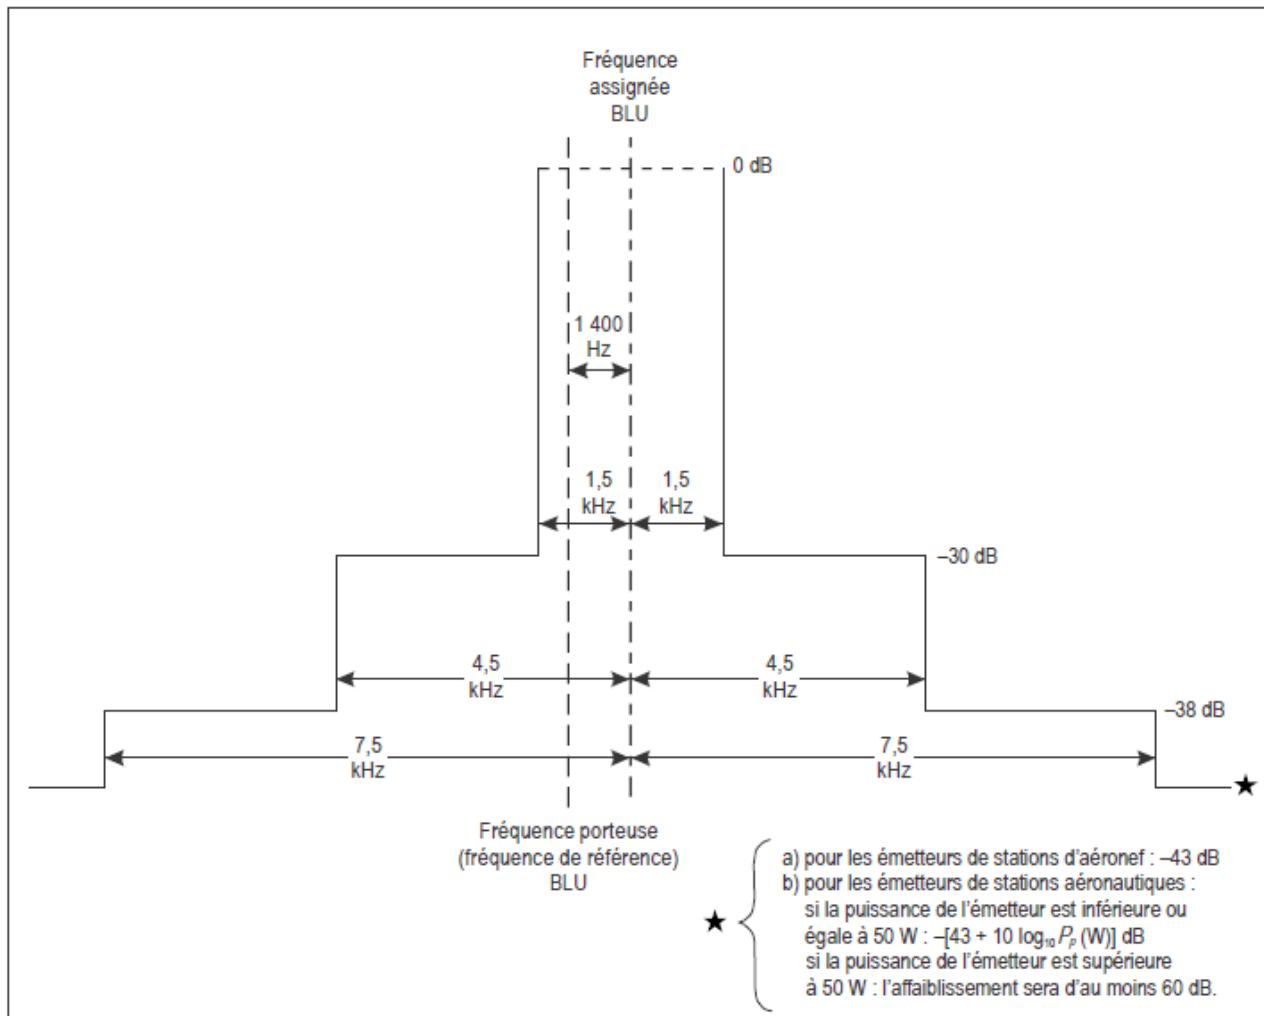 Fréquence
assignée
BLU
0 dB
1 400
Hz
1,5
kHz
1,5
kHz
–30 dB
4,5
kHz
4,5
kHz
–38 dB
7,5
kHz
7,5
kHz
★
Fréquence porteuse
(fréquence de référence)
BLU
★
a) pour les émetteurs de stations d’aéronef : –43 dB
b) pour les émetteurs de stations aéronautiques :
si la puissance de l’émetteur est inférieure ou
égale à 50 W : –[43 + 10 log₁₀ Pₚ (W)] dB
si la puissance de l’émetteur est supérieure
à 50 W : l’affaiblissement sera d’au moins 60 dB.